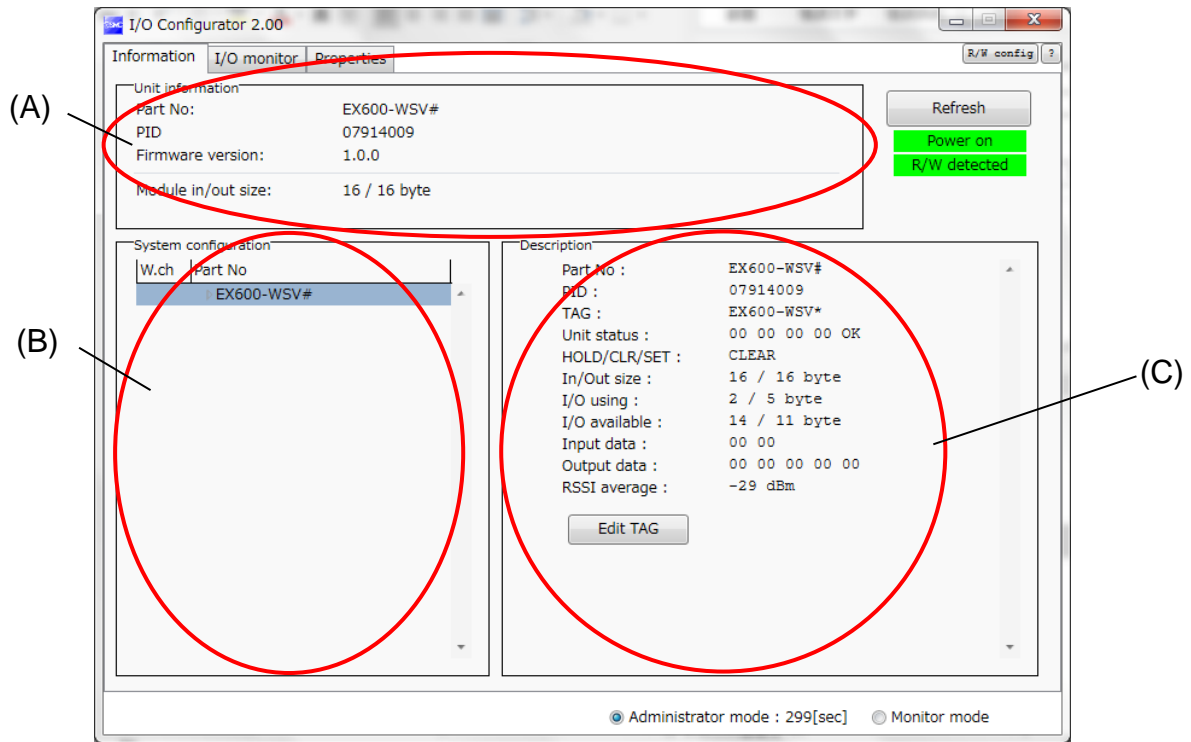 SMC I/O Configurator 2.00
Information I/O monitor Properties R/W config ?
Unit information
(A)
Part No: EX600-WSV#
PID 07914009
Firmware version: 1.0.0
Module in/out size: 16 / 16 byte
Refresh
Power on
R/W detected
System configuration
W.ch Part No
EX600-WSV#
(B)
Description
Part No : EX600-WSV#
PID : 07914009
TAG : EX600-WSV*
Unit status : 00 00 00 00 OK
HOLD/CLR/SET : CLEAR
In/Out size : 16 / 16 byte
I/O using : 2 / 5 byte
I/O available : 14 / 11 byte
Input data : 00 00
Output data : 00 00 00 00 00
RSSI average : -29 dBm
Edit TAG
(C)
Administrator mode : 299[sec] Monitor mode